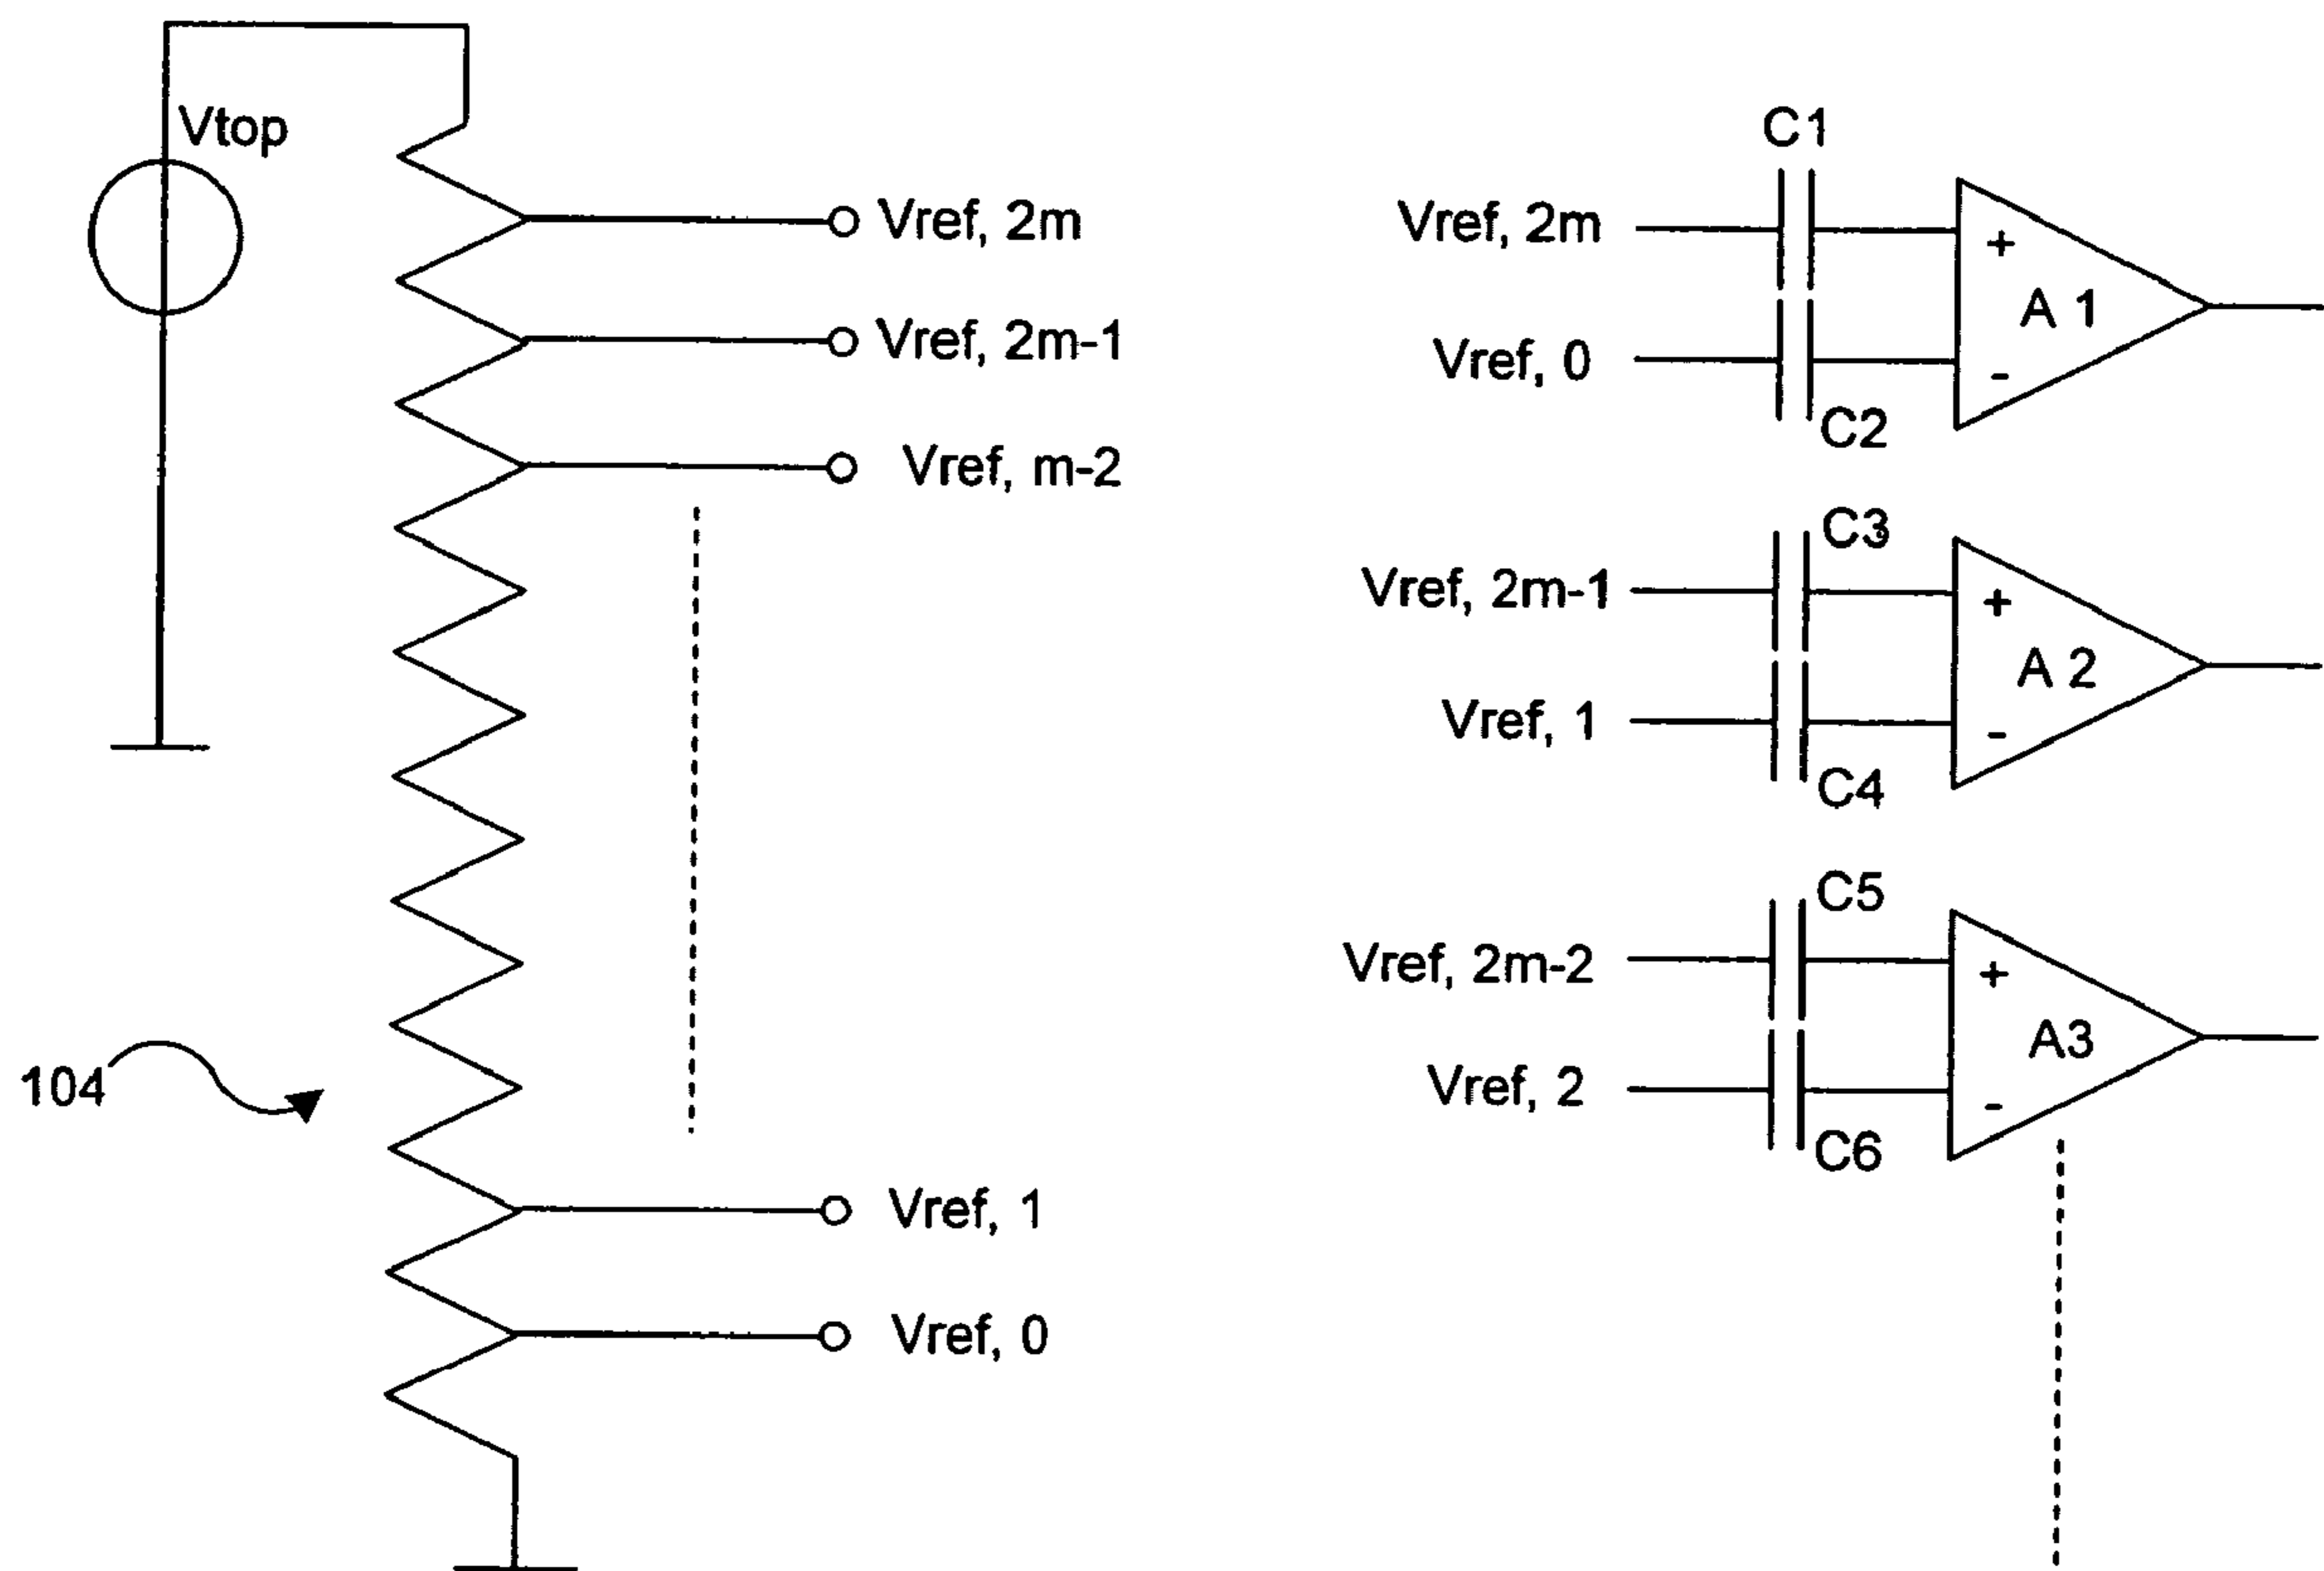 Vtop
Vref, 2m
Vref, 2m-1
Vref, m-2
104
Vref, 1
Vref, 0
C1
Vref, 2m
+
A 1
Vref, 0
-
C2
C3
Vref, 2m-1
+
A 2
Vref, 1
-
C4
C5
Vref, 2m-2
+
A3
Vref, 2
-
C6